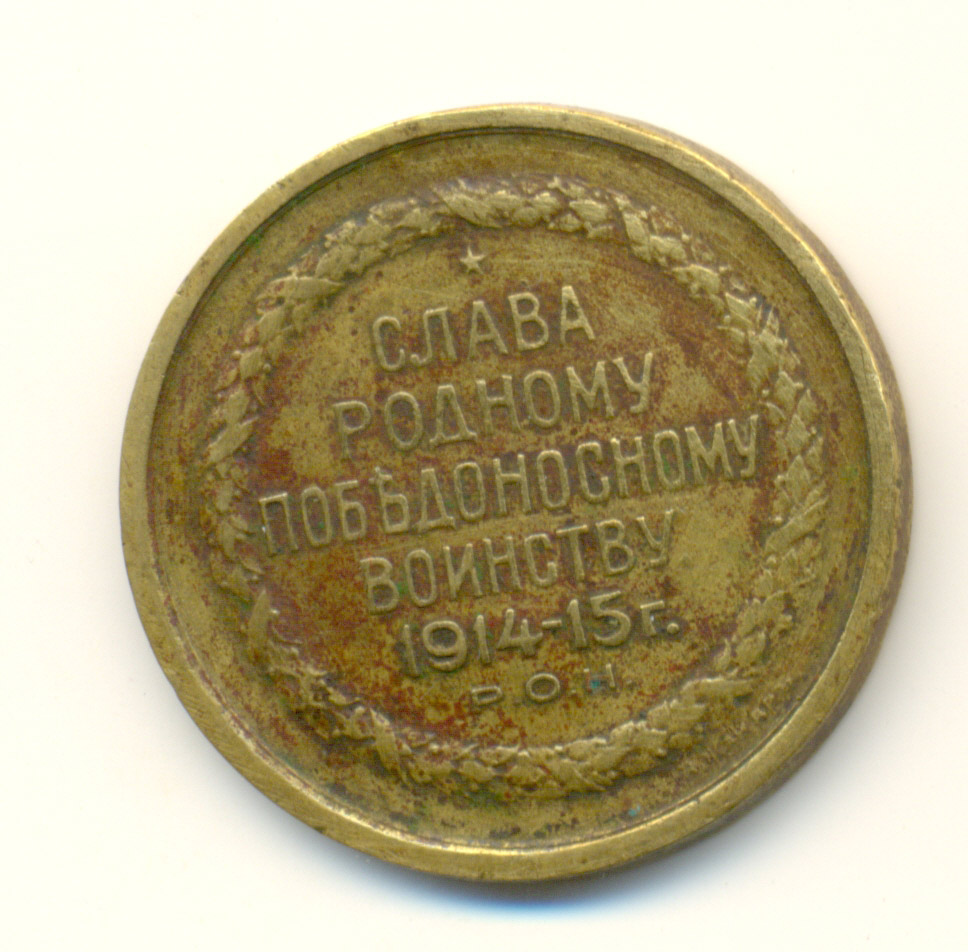 СЛАВА
РОДНОМУ
ПОБѢДОНОСНОМУ
ВОИНСТВУ
1914-15 г.
Р.О.Н.